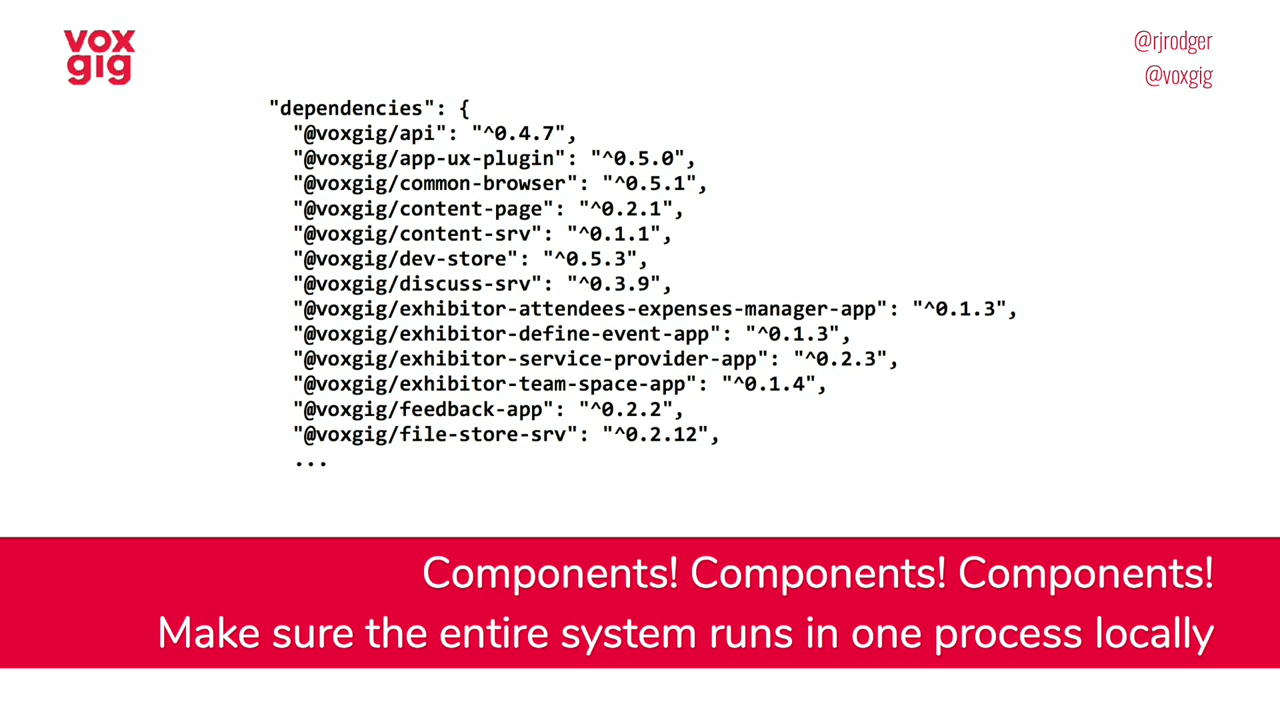 vox
gig
@rjrodger
@voxgig
"dependencies": {
"@voxgig/api": "^0.4.7",
"@voxgig/app-ux-plugin": "^0.5.0",
"@voxgig/common-browser": "^0.5.1",
"@voxgig/content-page": "^0.2.1",
"@voxgig/content-srv": "^0.1.1",
"@voxgig/dev-store": "^0.5.3",
"@voxgig/discuss-srv": "^0.3.9",
"@voxgig/exhibitor-attendees-expenses-manager-app": "^0.1.3",
"@voxgig/exhibitor-define-event-app": "^0.1.3",
"@voxgig/exhibitor-service-provider-app": "^0.2.3",
"@voxgig/exhibitor-team-space-app": "^0.1.4",
"@voxgig/feedback-app": "^0.2.2",
"@voxgig/file-store-srv": "^0.2.12",
...
Components! Components! Components!
Make sure the entire system runs in one process locally